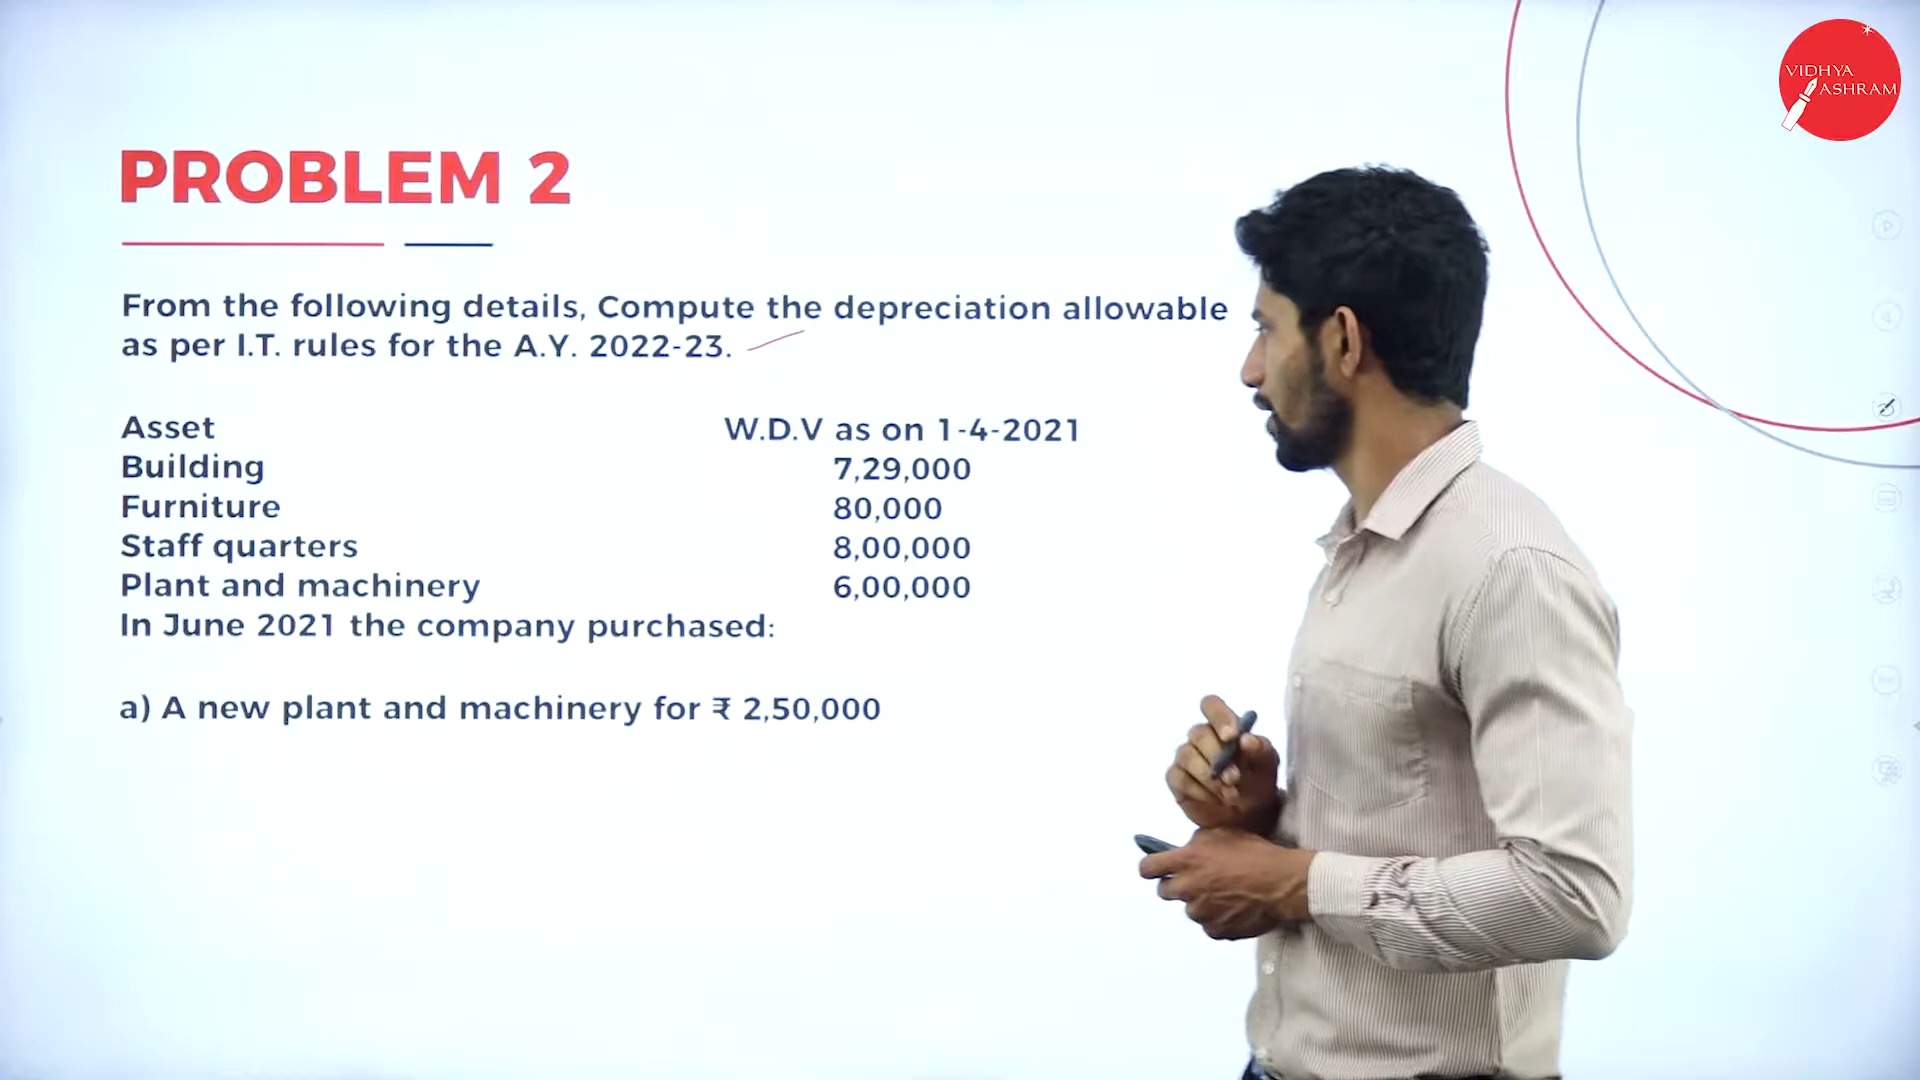 VIDHYA
ASHRAM
PROBLEM 2
From the following details, Compute the depreciation allowable
as per I.T. rules for the A.Y. 2022-23.
Asset W.D.V as on 1-4-2021
Building 7,29,000
Furniture 80,000
Staff quarters 8,00,000
Plant and machinery 6,00,000
In June 2021 the company purchased:
a) A new plant and machinery for ₹ 2,50,000